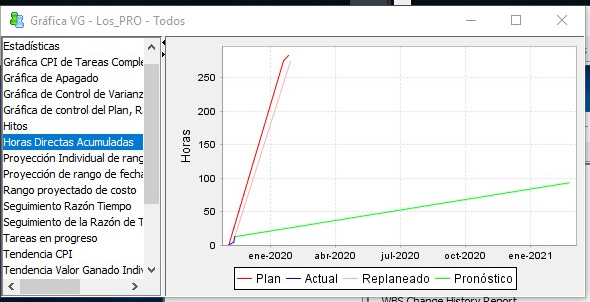 Gráfica VG - Los_PRO - Todos
Estadísticas
Gráfica CPI de Tareas Comple
Gráfica de Apagado
Gráfica de Control de Varianz
Gráfica de control del Plan, R
Hitos
Horas Directas Acumuladas
Proyección Individual de rang
Proyección de rango de fecha
Rango proyectado de costo
Seguimiento Razón Tiempo
Seguimiento de la Razón de T
Tareas en progreso
Tendencia CPI
Tendencia Valor Ganado Indiv
Horas
250
200
150
100
50
0
ene-2020 abr-2020 jul-2020 oct-2020 ene-2021
Plan Actual Replaneado Pronóstico
WBS Change History Report